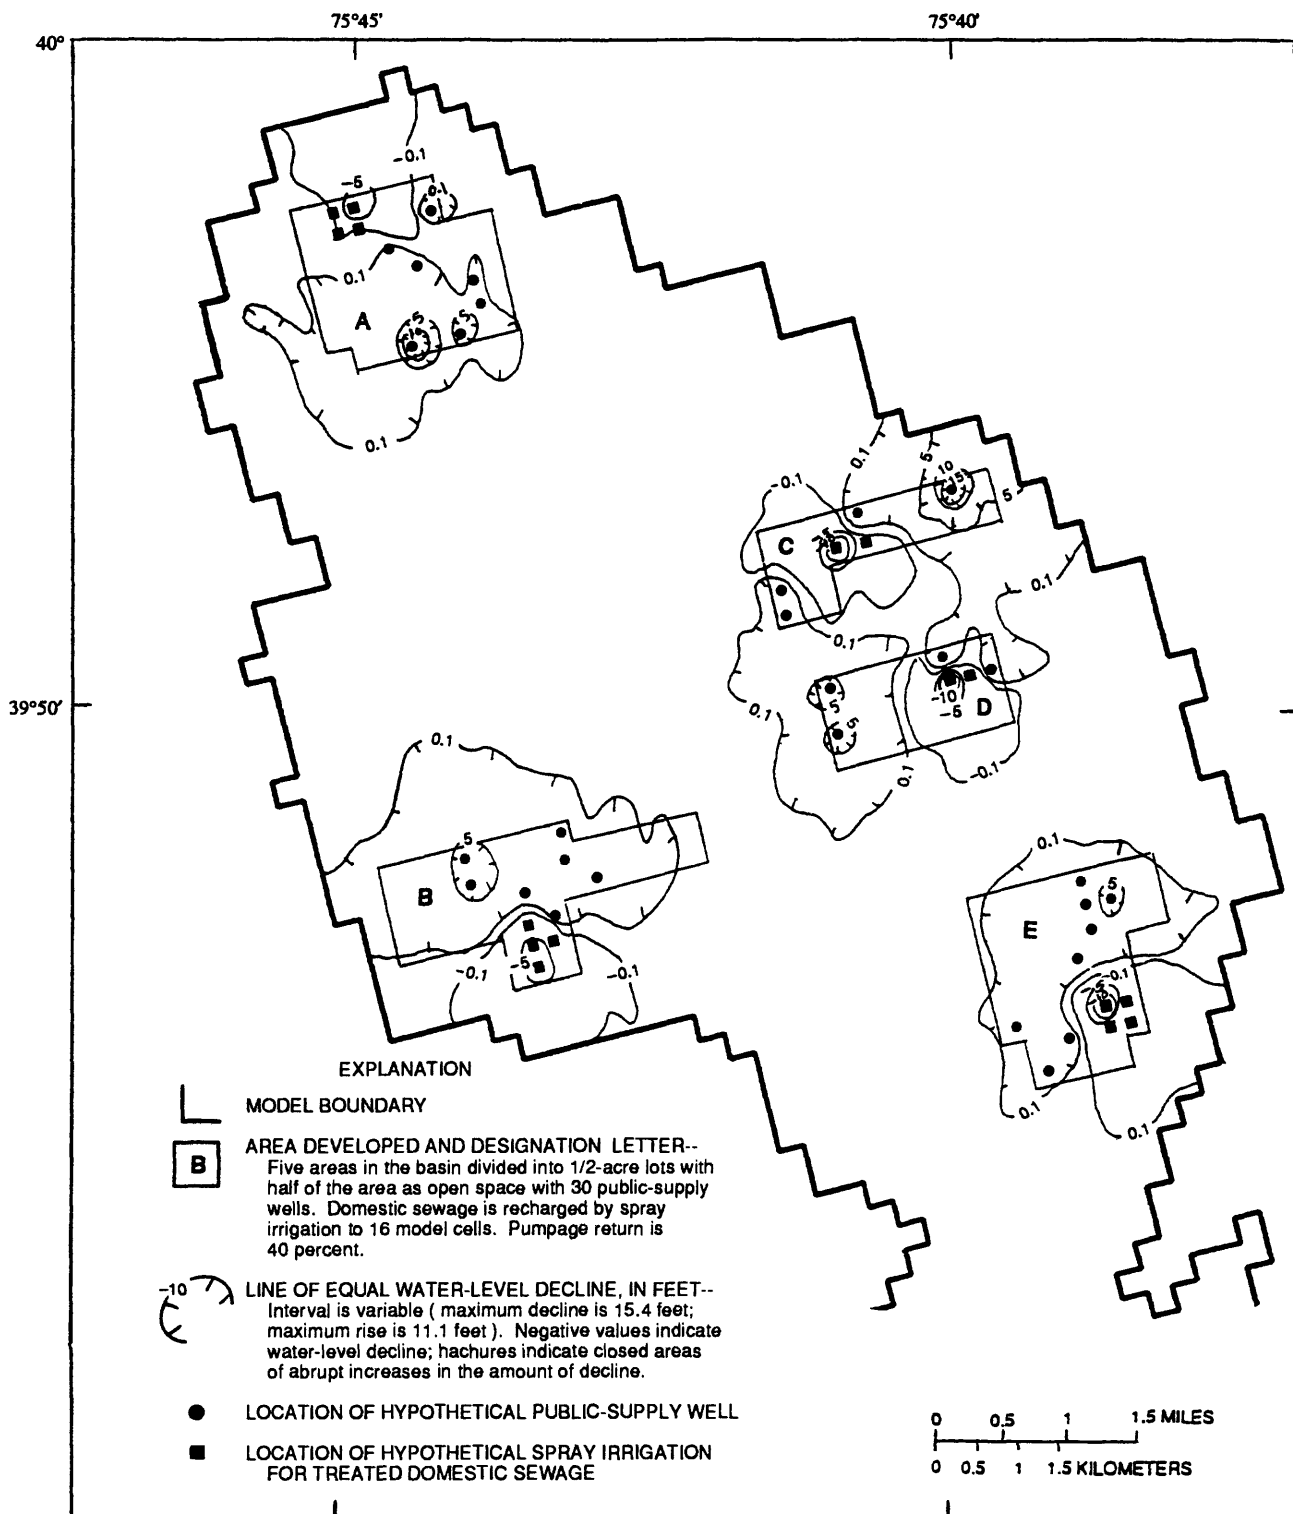 75°45'
75°40'
40°
-0.1
-5
0.1
0.1
A
5
5
0.1
0.1
-0.1
5
10
15
5
C
0.1
0.1
39°50'
5
5
-10
-5
D
0.1
0.1
-0.1
0.1
5
B
-0.1
-5
-0.1
0.1
5
E
-0.1
-5
0.1
0.1
EXPLANATION
MODEL BOUNDARY
B
AREA DEVELOPED AND DESIGNATION LETTER--
Five areas in the basin divided into 1/2-acre lots with
half of the area as open space with 30 public-supply
wells. Domestic sewage is recharged by spray
irrigation to 16 model cells. Pumpage return is
40 percent.
-10
LINE OF EQUAL WATER-LEVEL DECLINE, IN FEET--
Interval is variable ( maximum decline is 15.4 feet;
maximum rise is 11.1 feet ). Negative values indicate
water-level decline; hachures indicate closed areas
of abrupt increases in the amount of decline.
LOCATION OF HYPOTHETICAL PUBLIC-SUPPLY WELL
LOCATION OF HYPOTHETICAL SPRAY IRRIGATION
FOR TREATED DOMESTIC SEWAGE
0 0.5 1 1.5 MILES
0 0.5 1 1.5 KILOMETERS